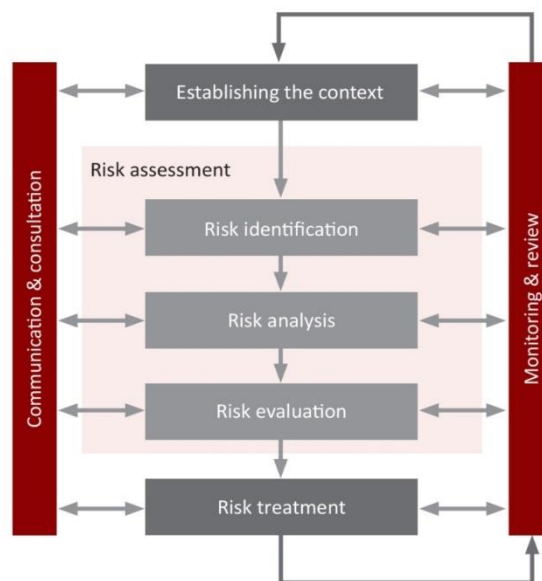 Establishing the context
Risk assessment
Risk identification
Risk analysis
Risk evaluation
Risk treatment
Communication & consultation
Monitoring & review